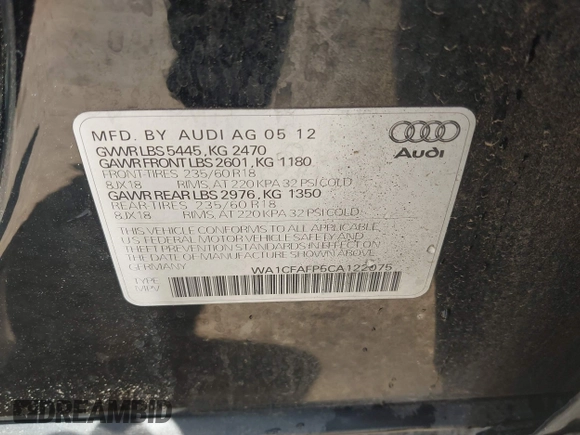 MFD. BY AUDI AG 05 12
GVWR LBS 5445, KG 2470
GAWR FRONT LBS 2601, KG 1180
FRONT TIRES 235/60 R18
8JX18 RIMS, AT 220 KPA 32 PSI COLD
GAWR REAR LBS 2976, KG 1350
REAR TIRES 235/60 R18
8JX18 RIMS, AT 220 KPA 32 PSI COLD
THIS VEHICLE CONFORMS TO ALL APPLICABLE
U.S. FEDERAL MOTOR VEHICLE SAFETY AND
THEFT PREVENTION STANDARDS IN EFFECT ON
THE DATE OF MANUFACTURE SHOWN ABOVE
GERMANY WA1CFAFP5CA122075
TYPE:
MPV
Audi
DREAMBID